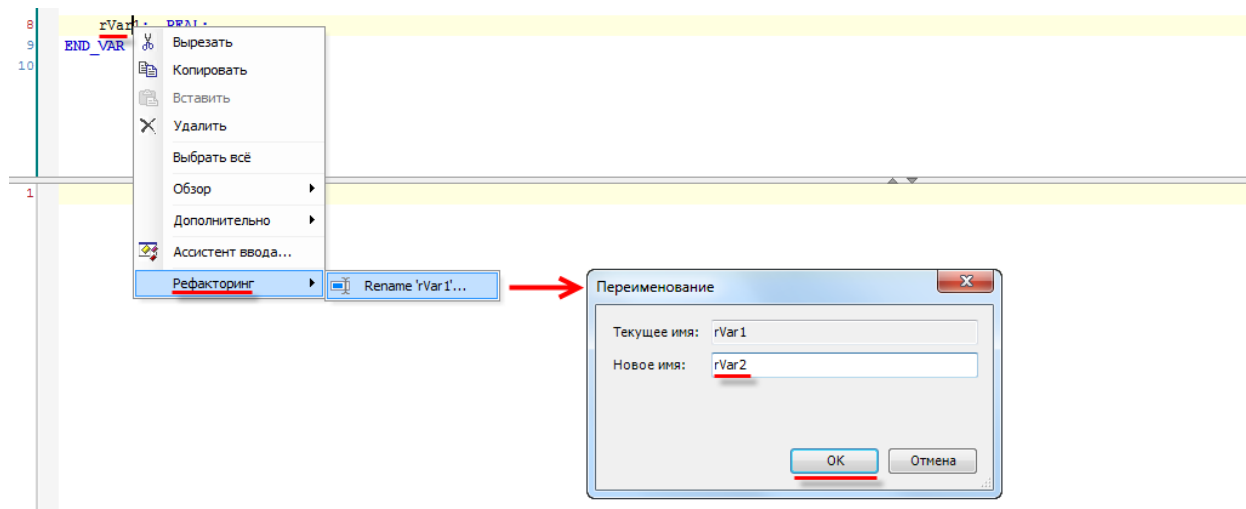 8 rVar1: REAL;
9 END_VAR
10
Вырезать
Копировать
Вставить
Удалить
Выбрать всё
Обзор
Дополнительно
Ассистент ввода...
Рефакторинг
Rename 'rVar1'...
1
Переименование
Текущее имя: rVar1
Новое имя: rVar2
OK Отмена